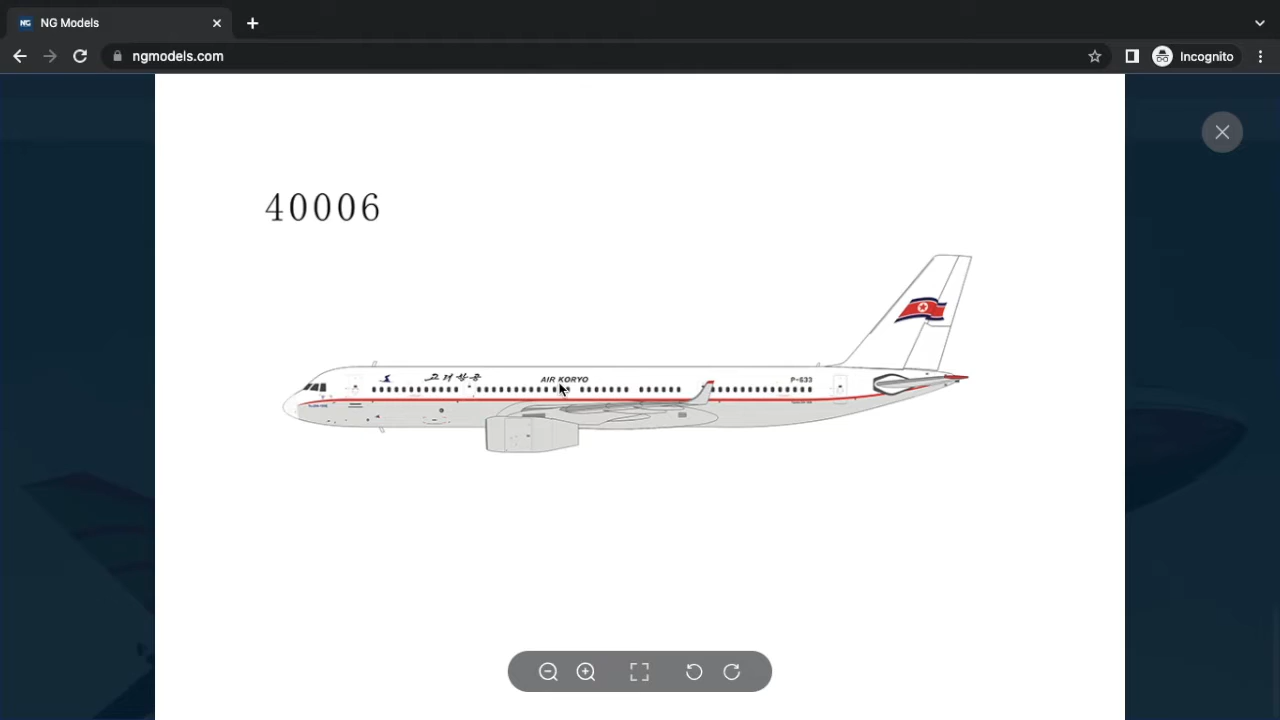 NG Models
ngmodels.com
Incognito
40006
고려항공
AIR KORYO
P-633